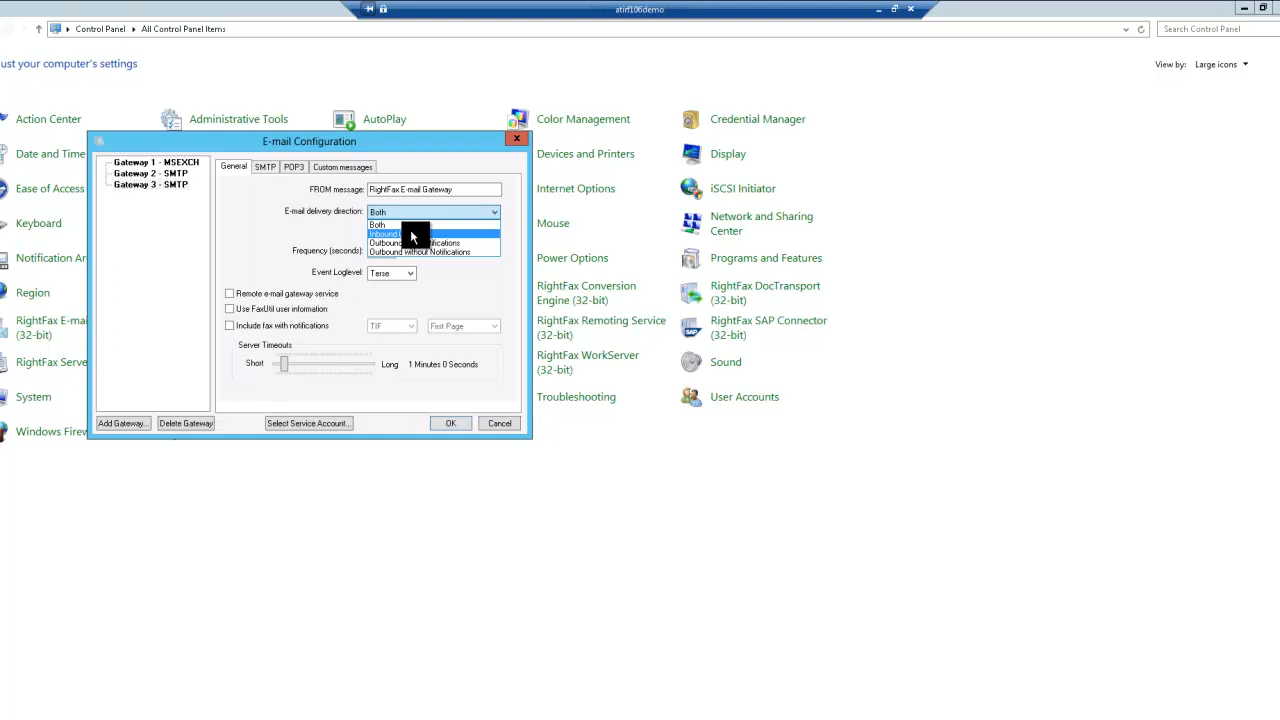 atirf106demo
Control Panel
All Control Panel Items
Search Control Panel
ust your computer's settings
View by:
Large icons
Action Center
Administrative Tools
AutoPlay
Color Management
Credential Manager
Date and Time
Devices and Printers
Display
Ease of Access
Internet Options
iSCSI Initiator
Keyboard
Mouse
Network and Sharing
Center
Notification Ar
Power Options
Programs and Features
Region
RightFax Conversion
Engine (32-bit)
RightFax DocTransport
(32-bit)
RightFax E-mai
(32-bit)
RightFax Remoting Service
(32-bit)
RightFax SAP Connector
(32-bit)
RightFax Serve
RightFax WorkServer
(32-bit)
Sound
System
Troubleshooting
User Accounts
Windows Firew
E-mail Configuration
Gateway 1 - MSEXCH
Gateway 2 - SMTP
Gateway 3 - SMTP
General
SMTP
POP3
Custom messages
FROM message:
RightFax E-mail Gateway
E-mail delivery direction:
Both
Both
Inbound
Outbound
Outbound without Notifications
Frequency (seconds):
Event Loglevel:
Terse
Remote e-mail gateway service
Use FaxUtil user information
Include fax with notifications
TIF
First Page
Server Timeouts
Short
Long
1 Minutes 0 Seconds
Add Gateway...
Delete Gateway
Select Service Account...
OK
Cancel